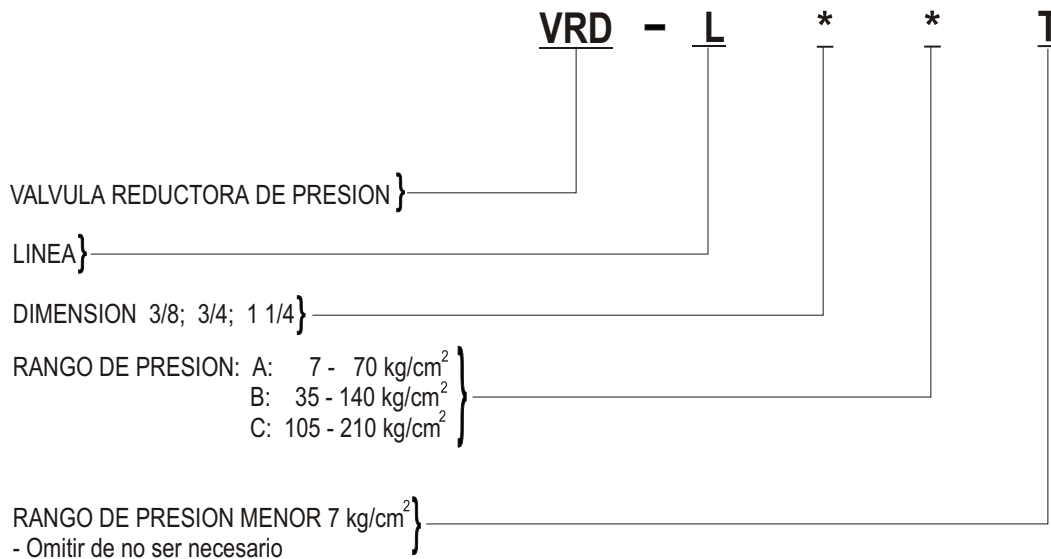 VRD - L * * T
VALVULA REDUCTORA DE PRESION}
LINEA}
DIMENSION 3/8; 3/4; 1 1/4}
RANGO DE PRESION: A: 7 - 70 kg/cm²
B: 35 - 140 kg/cm²
C: 105 - 210 kg/cm²
RANGO DE PRESION MENOR 7 kg/cm²
- Omitir de no ser necesario